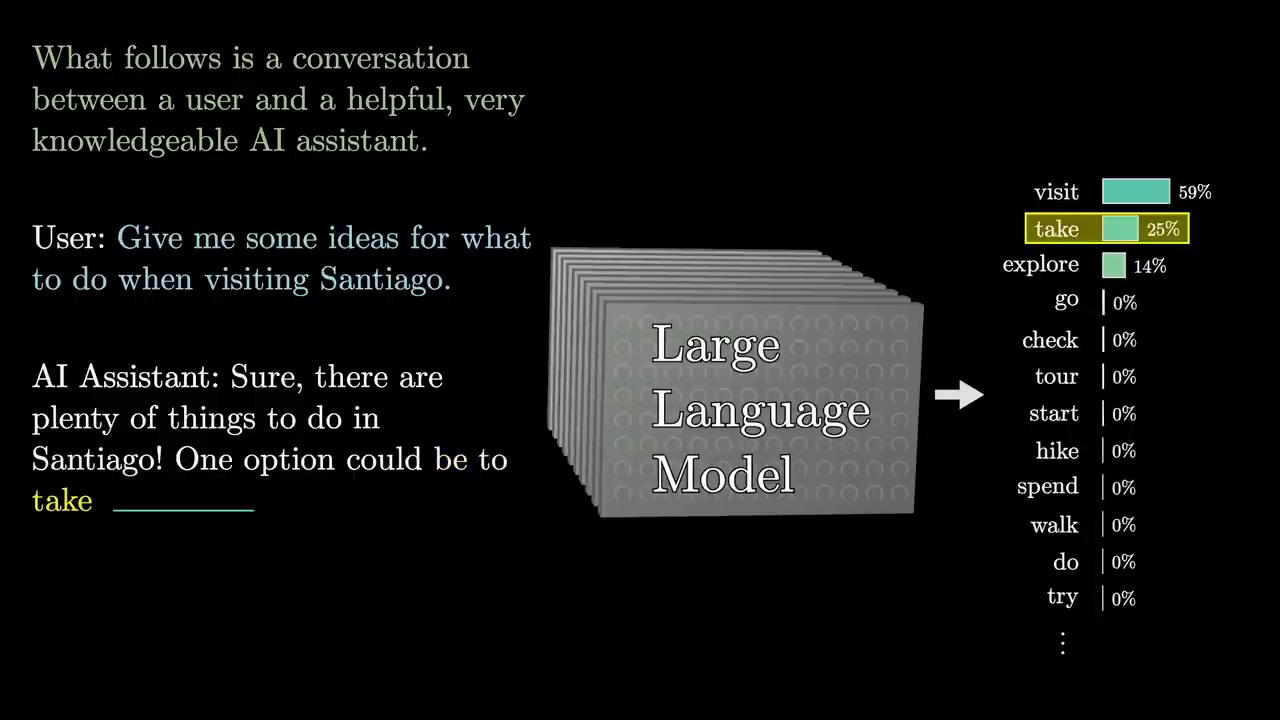 What follows is a conversation
between a user and a helpful, very
knowledgeable AI assistant.
User: Give me some ideas for what
to do when visiting Santiago.
AI Assistant: Sure, there are
plenty of things to do in
Santiago! One option could be to
take
Large
Language
Model
visit 59%
take 25%
explore 14%
go 0%
check 0%
tour 0%
start 0%
hike 0%
spend 0%
walk 0%
do 0%
try 0%
⋮